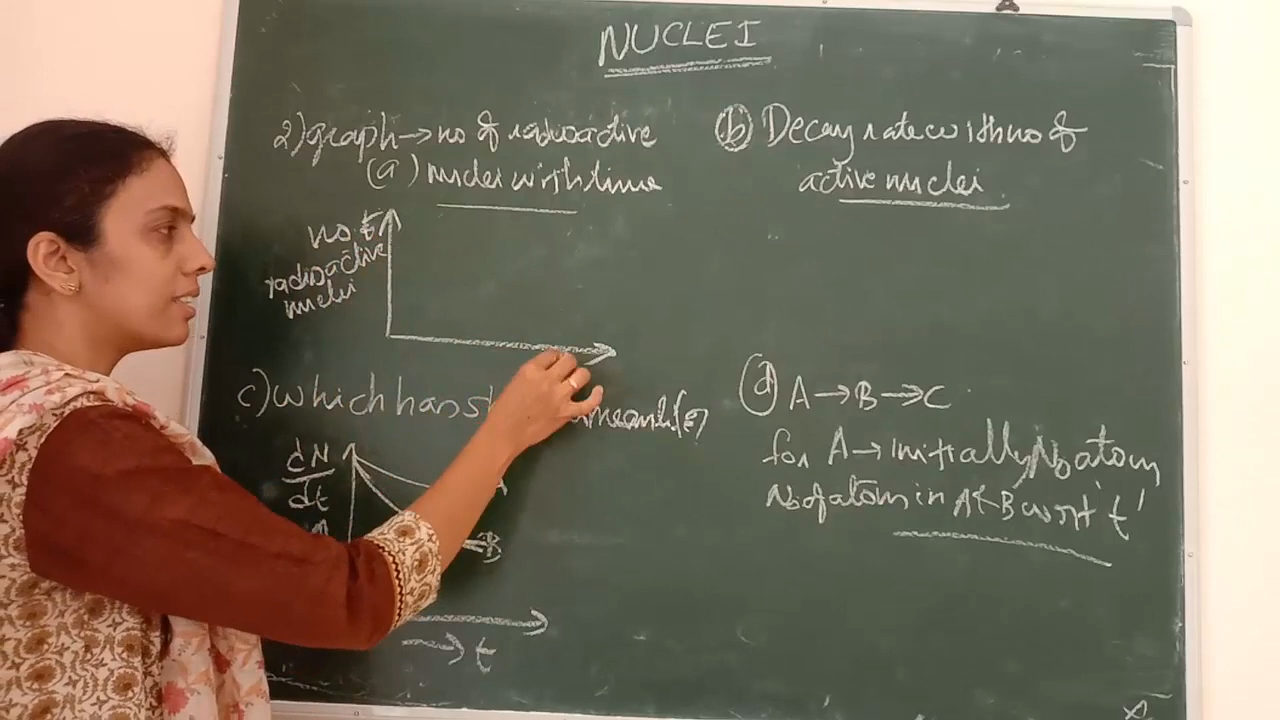 NUCLEI
2) graph → no of radioactive
(a) nuclei with time
no of
radioactive
nuclei
(b) Decay rate with no of
active nuclei
c) which has
dN
dt
A
B
→ t
(d) A → B → C
for A → Initially N₀ atom
No of atom in A & B wrt 't'